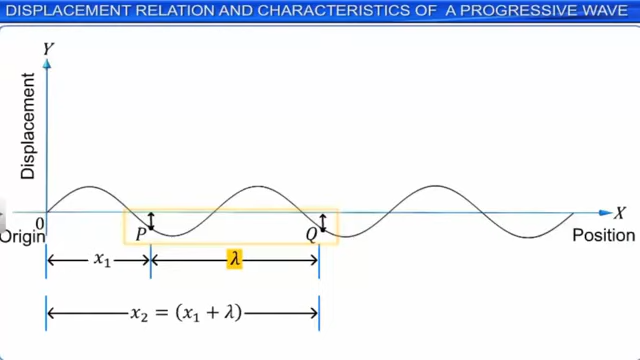 DISPLACEMENT RELATION AND CHARACTERISTICS OF A PROGRESSIVE WAVE
Y
Displacement
X
0
Origin
P
Q
Position
x₁
λ
x₂ = (x₁ + λ)